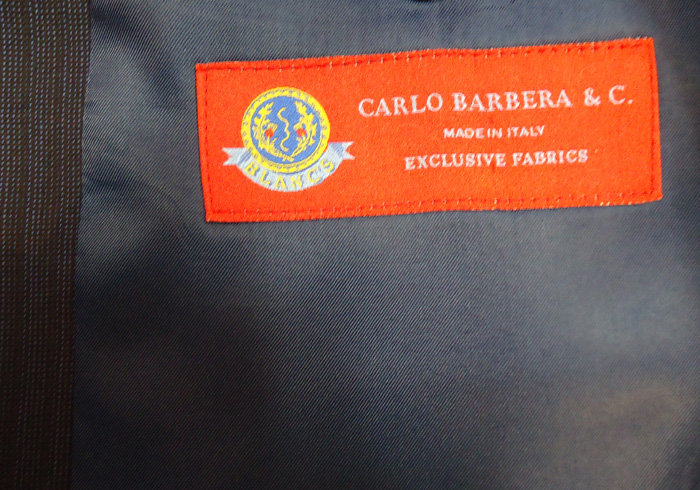 CARLO BARBERA & C.
MADE IN ITALY
EXCLUSIVE FABRICS